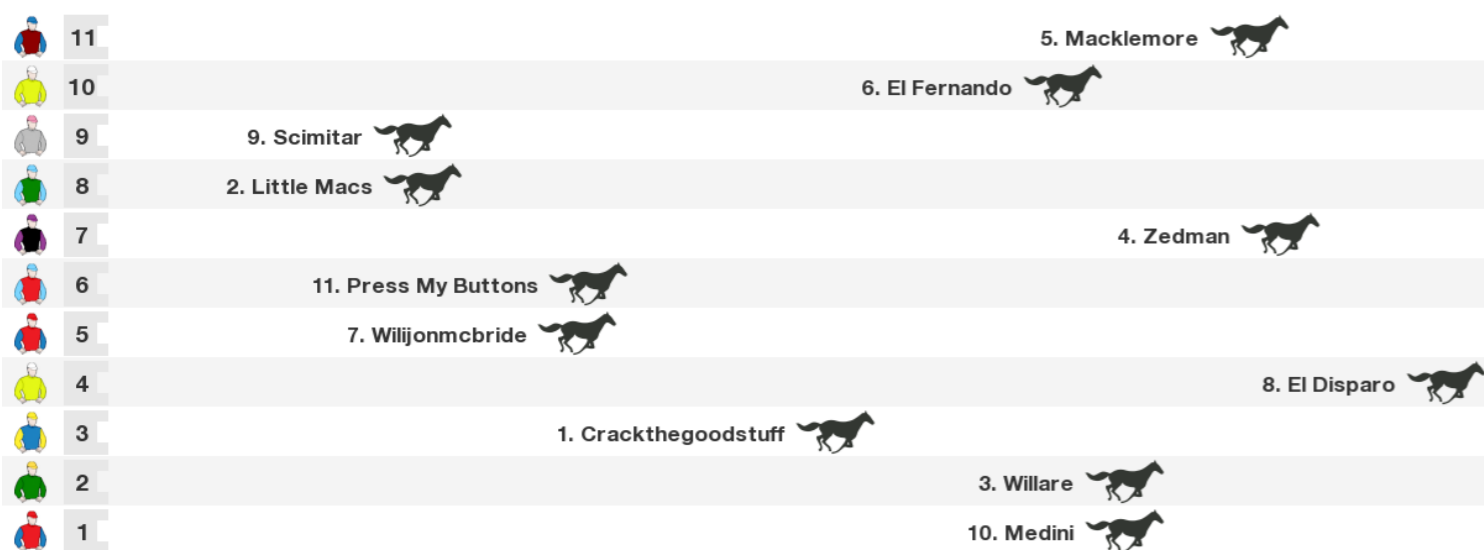 11 5. Macklemore
10 6. El Fernando
9 9. Scimitar
8 2. Little Macs
7 4. Zedman
6 11. Press My Buttons
5 7. Wilijonmcbride
4 8. El Disparo
3 1. Crackthegoodstuff
2 3. Willare
1 10. Medini